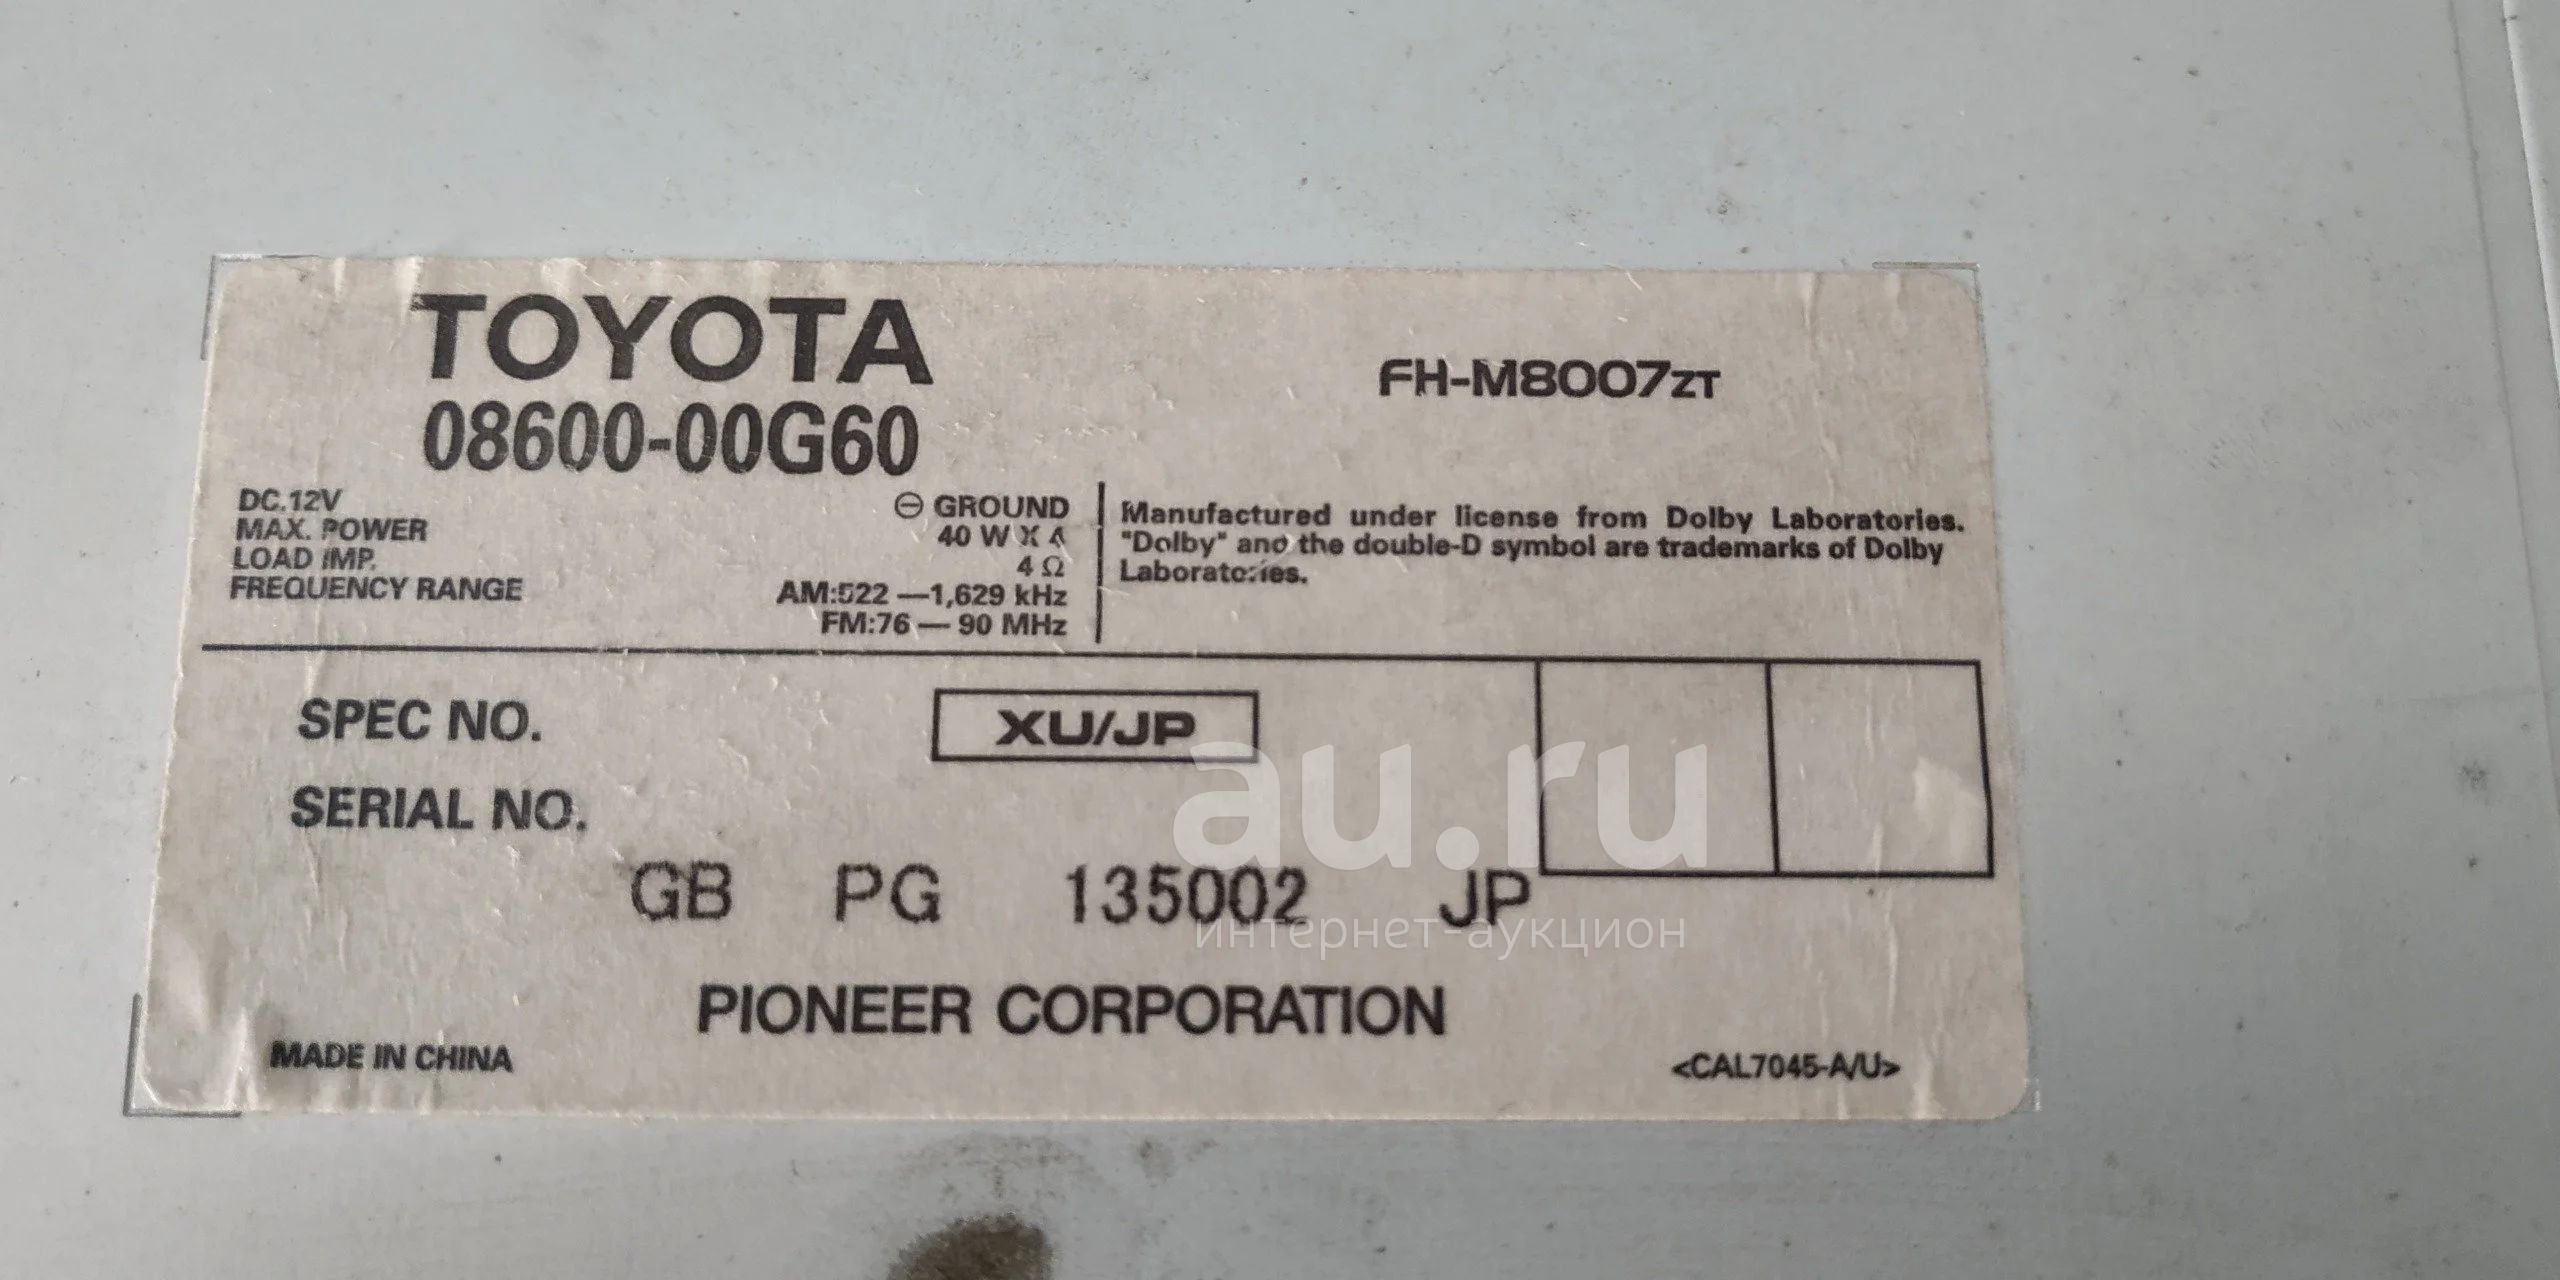 TOYOTA
08600-00G60
FH-M8007ZT
DC.12V ⊖ GROUND
MAX. POWER 40 W X 4
LOAD IMP. 4 Ω
FREQUENCY RANGE AM:522 —1,629 kHz
FM:76 — 90 MHz
Manufactured under license from Dolby Laboratories.
"Dolby" and the double-D symbol are trademarks of Dolby
Laboratories.
SPEC NO. XU/JP
SERIAL NO.
GB PG 135002 JP
PIONEER CORPORATION
MADE IN CHINA
<CAL7045-A/U>
au.ru
интернет-аукцион